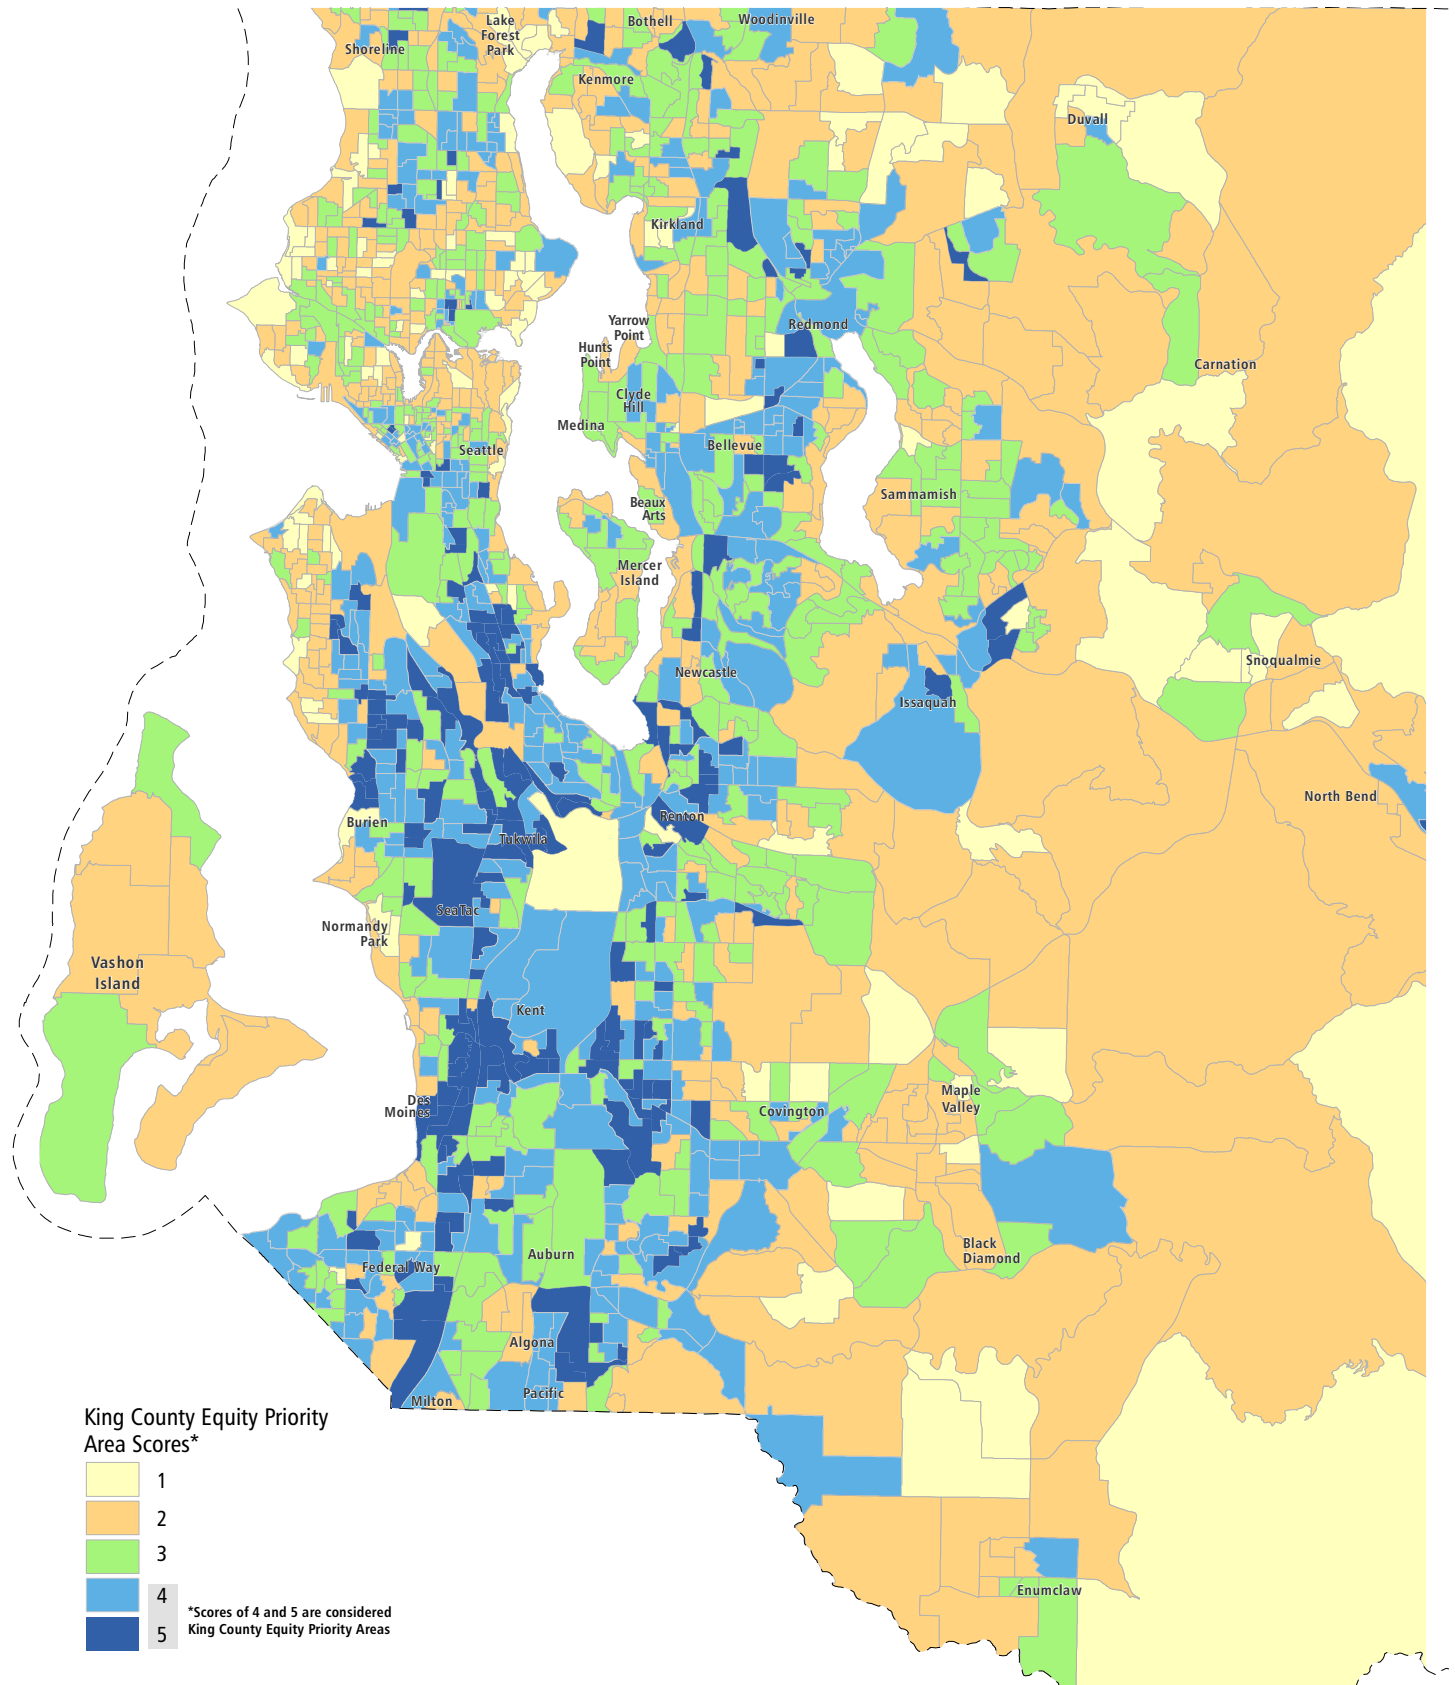 Lake
Forest
Park
Bothell
Woodinville
Shoreline
Kenmore
Duvall
Kirkland
Yarrow
Point
Redmond
Hunts
Point
Carnation
Clyde
Hill
Medina
Seattle
Bellevue
Sammamish
Beaux
Arts
Mercer
Island
Snoqualmie
Newcastle
Issaquah
North Bend
Burien
Renton
Tukwila
SeaTac
Normandy
Park
Vashon
Island
Kent
Maple
Valley
Des
Moines
Covington
Black
Diamond
Auburn
Federal Way
Algona
Pacific
Milton
King County Equity Priority
Area Scores*
1
2
3
4
5
*Scores of 4 and 5 are considered
King County Equity Priority Areas
Enumclaw